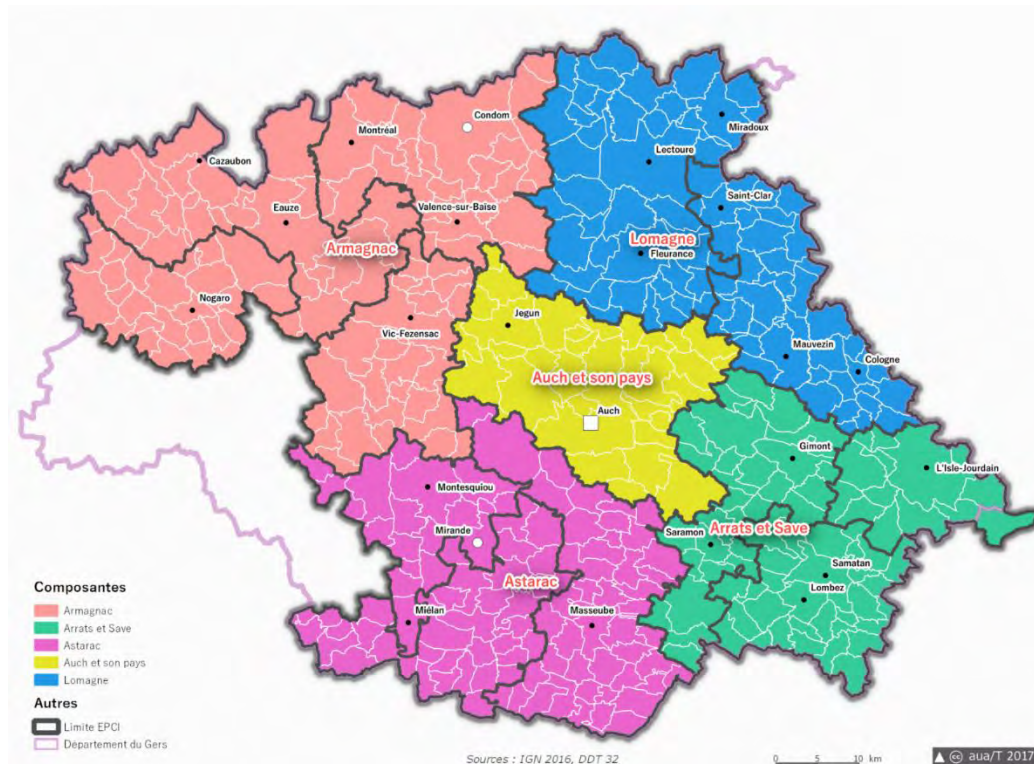 Condom
Montréal
Miradoux
Cazaubon
Lectoure
Saint-Clar
Eauze
Valence-sur-Baïse
Armagnac
Lomagne
Fleurance
Nogaro
Jegun
Vic-Fezensac
Mauvezin
Cologne
Auch et son pays
Auch
Gimont
L'Isle-Jourdain
Montesquiou
Saramon
Arrats et Save
Mirande
Samatan
Astarac
Lombez
Miélan
Masseube
Composantes
Armagnac
Arrats et Save
Astarac
Auch et son pays
Lomagne
Autres
Limite EPCI
Département du Gers
Sources : IGN 2016, DDT 32
0 5 10 km
cc aua/T 2017